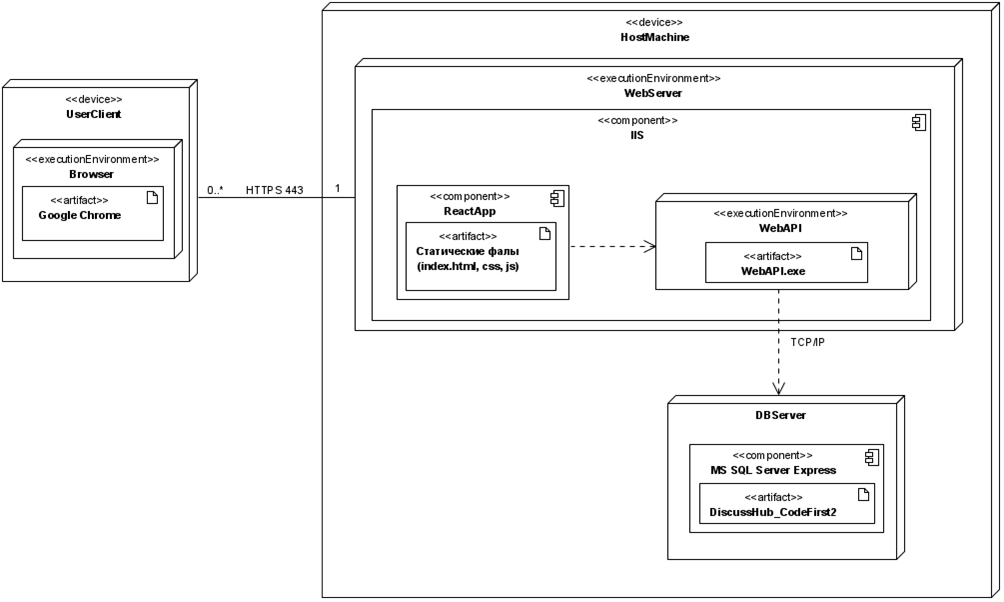 <<device>>
HostMachine
<<executionEnvironment>>
WebServer
<<device>>
UserClient
<<component>>
IIS
<<executionEnvironment>>
Browser
<<artifact>>
Google Chrome
0..*
HTTPS 443
1
<<component>>
ReactApp
<<artifact>>
Статические фалы
(index.html, css, js)
<<executionEnvironment>>
WebAPI
<<artifact>>
WebAPI.exe
TCP/IP
DBServer
<<component>>
MS SQL Server Express
<<artifact>>
DiscussHub_CodeFirst2